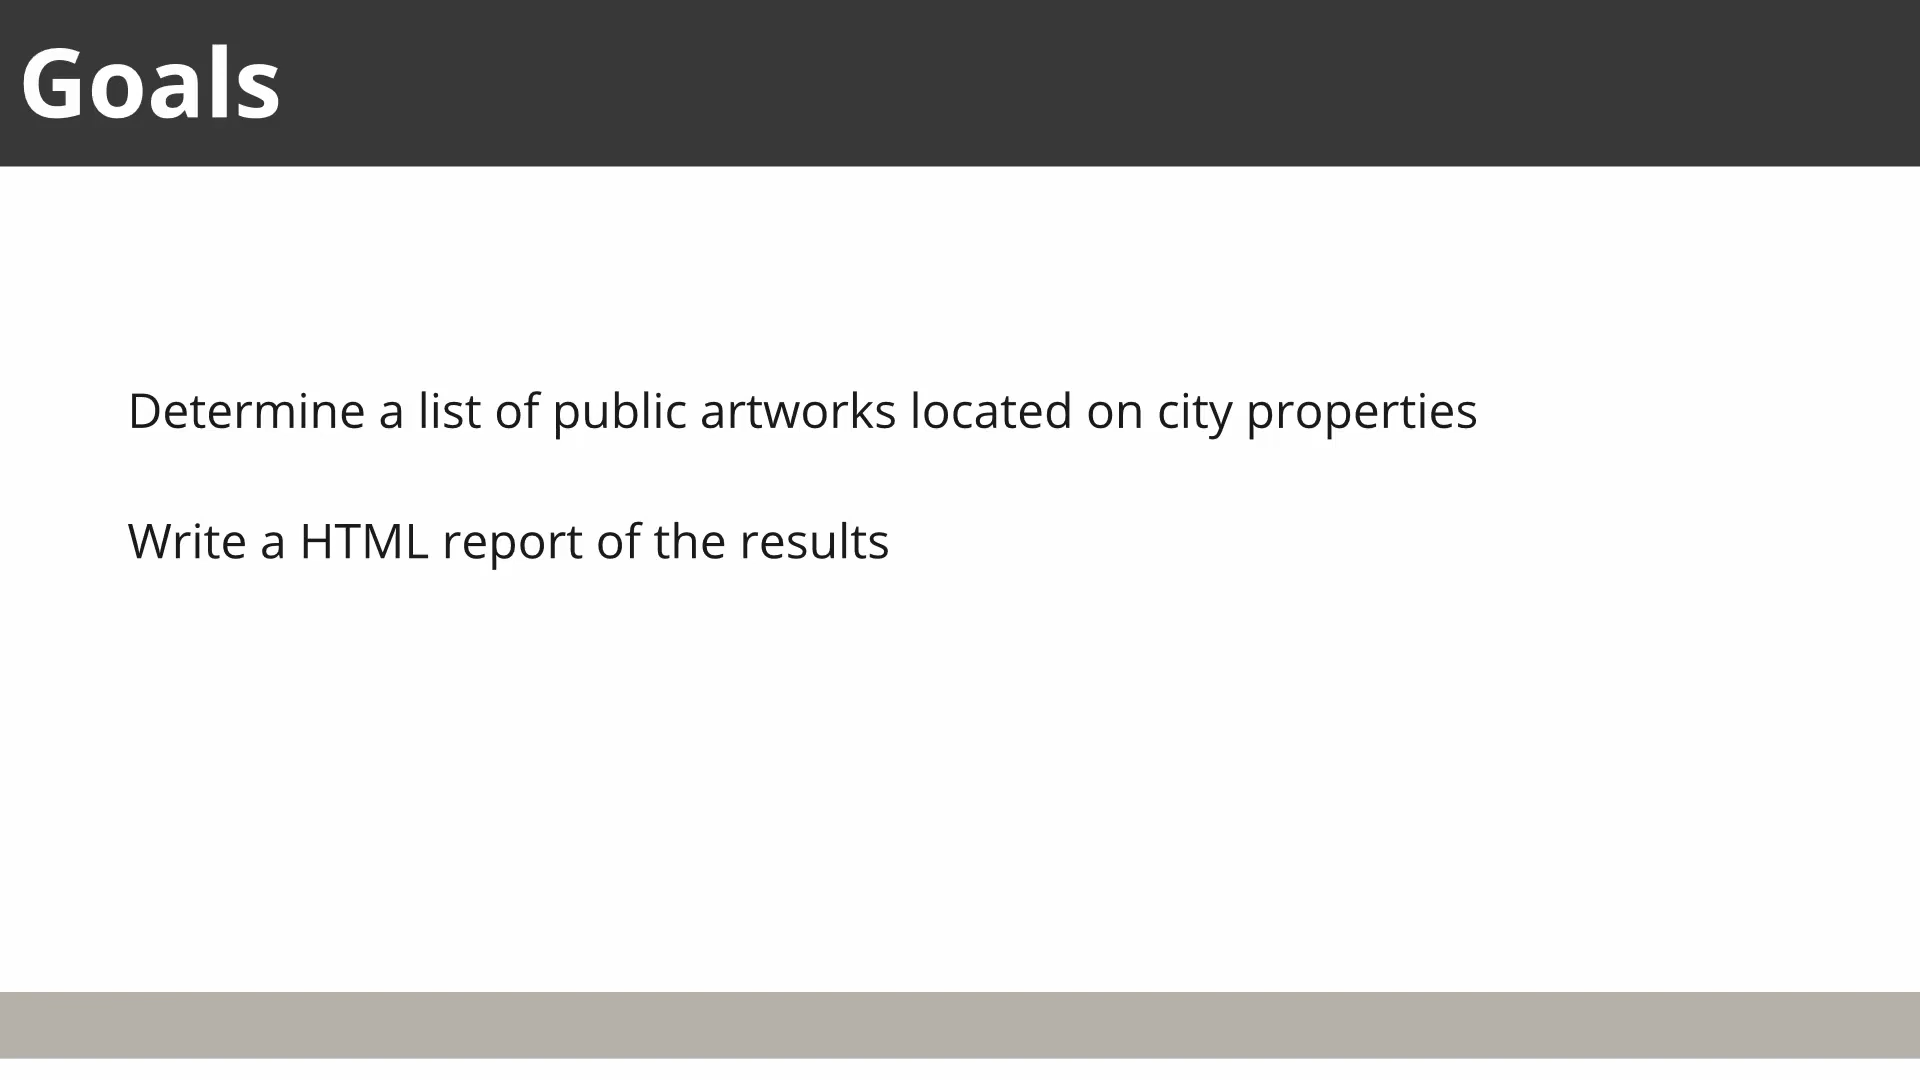 Goals
Determine a list of public artworks located on city properties
Write a HTML report of the results